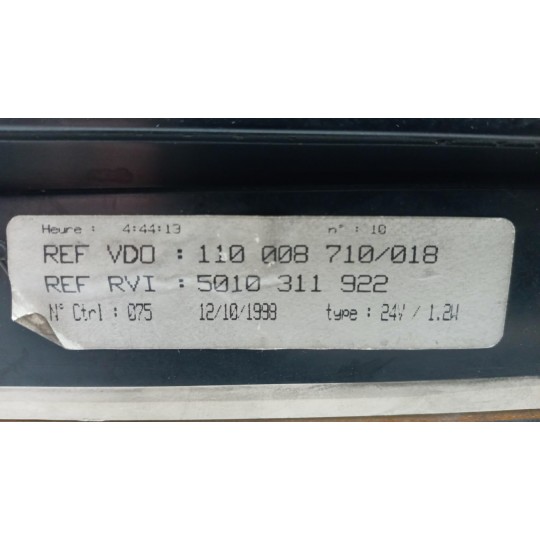 Heure : 4:44:13 n° : 10
REF VDO : 110 008 710/018
REF RVI : 5010 311 922
N° Ctrl : 075 12/10/1999 type : 24V / 1.2W